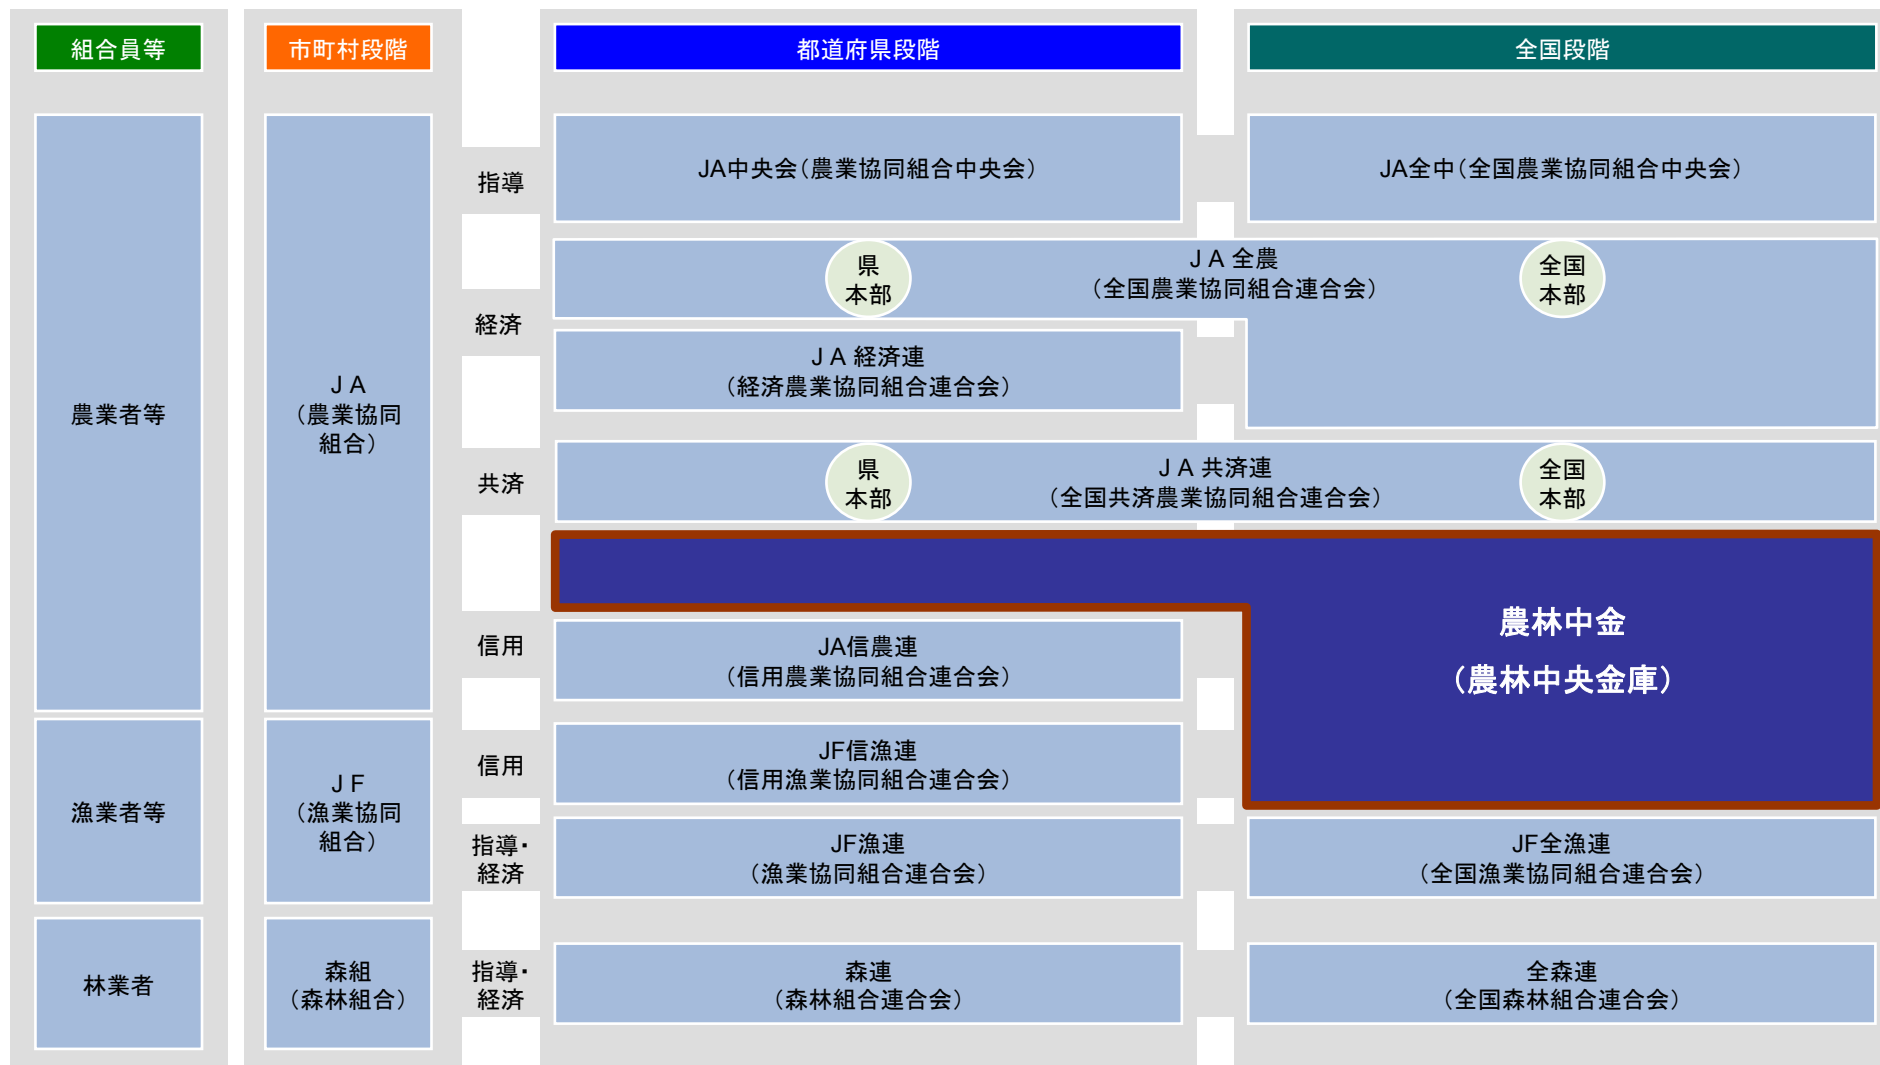 組合員等
市町村段階
都道府県段階
全国段階
農業者等
ＪＡ
（農業協同
組合）
指導
JA中央会（農業協同組合中央会）
JA全中（全国農業協同組合中央会）
経済
県
本部
ＪＡ全農
（全国農業協同組合連合会）
全国
本部
ＪＡ経済連
（経済農業協同組合連合会）
共済
県
本部
ＪＡ共済連
（全国共済農業協同組合連合会）
全国
本部
農林中金
（農林中央金庫）
信用
JA信農連
（信用農業協同組合連合会）
漁業者等
ＪＦ
（漁業協同
組合）
信用
JF信漁連
（信用漁業協同組合連合会）
指導・
経済
JF漁連
（漁業協同組合連合会）
JF全漁連
（全国漁業協同組合連合会）
林業者
森組
（森林組合）
指導・
経済
森連
（森林組合連合会）
全森連
（全国森林組合連合会）